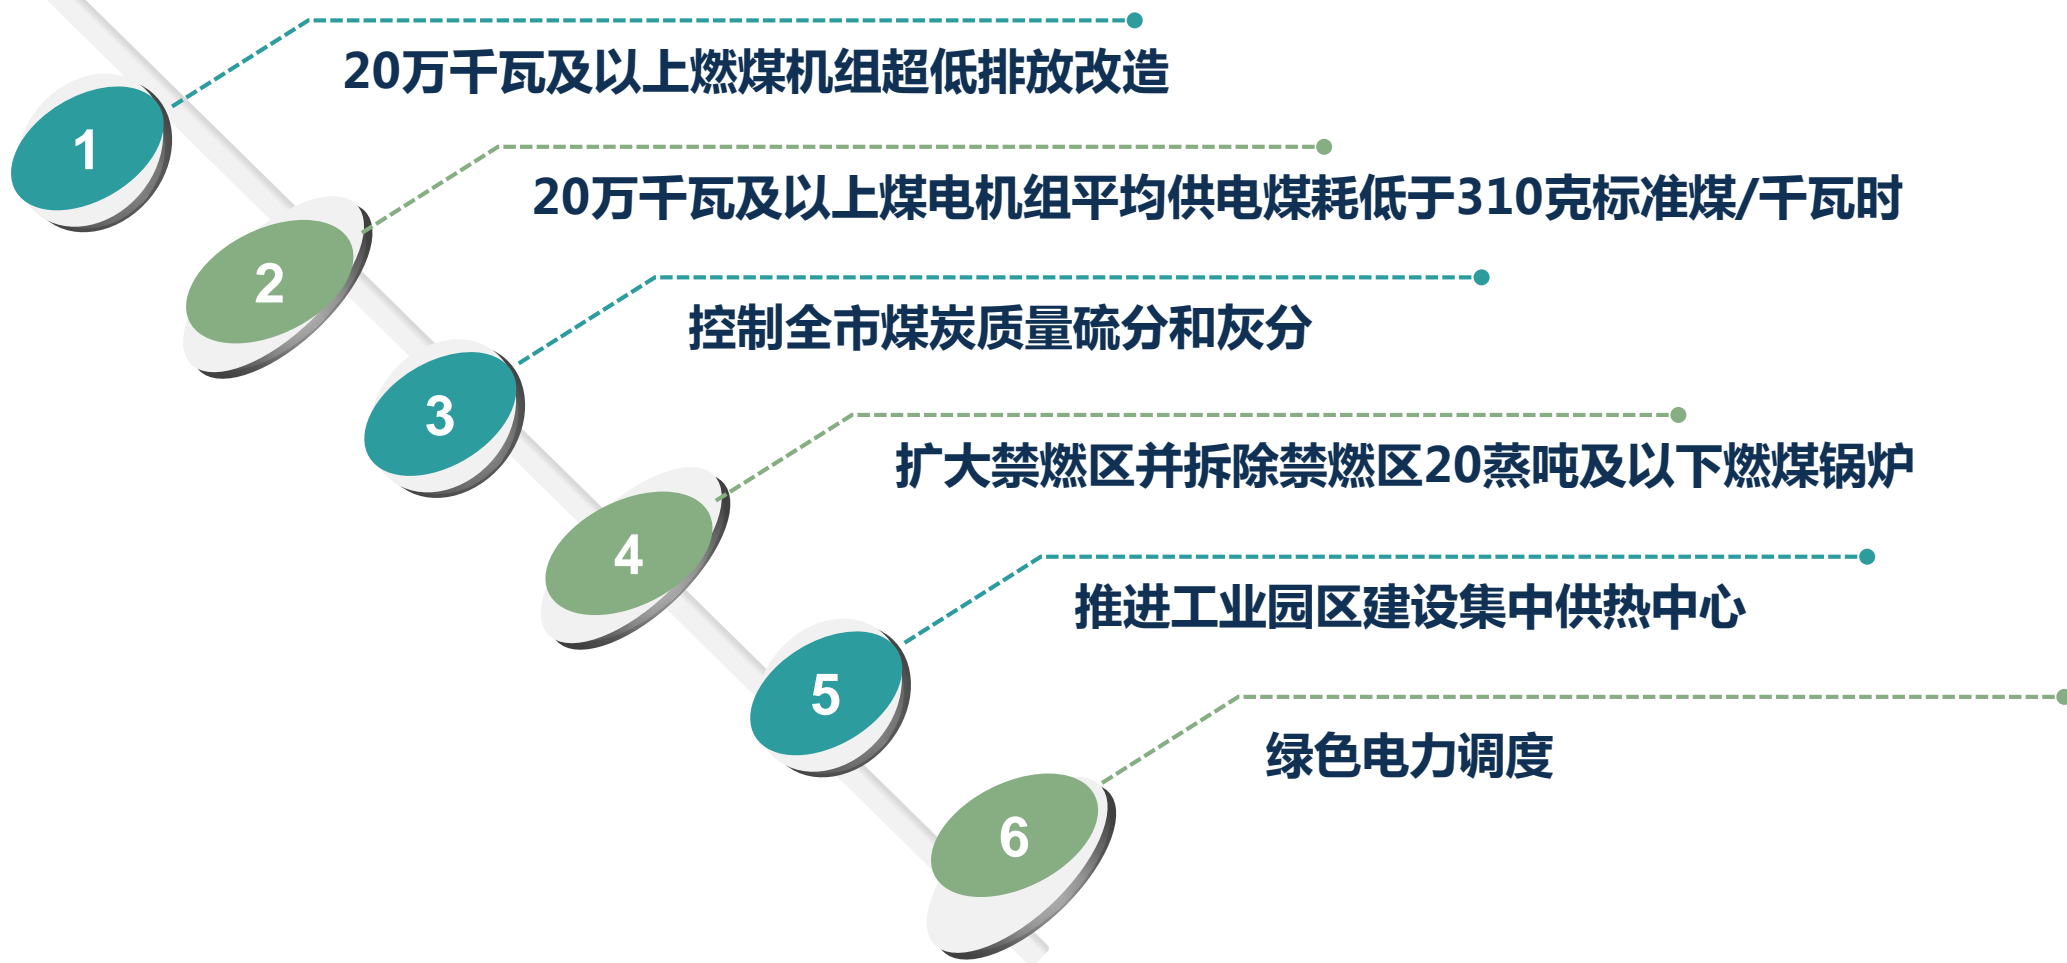 1
20万千瓦及以上燃煤机组超低排放改造
2
20万千瓦及以上煤电机组平均供电煤耗低于310克标准煤/千瓦时
3
控制全市煤炭质量硫分和灰分
4
扩大禁燃区并拆除禁燃区20蒸吨及以下燃煤锅炉
5
推进工业园区建设集中供热中心
6
绿色电力调度